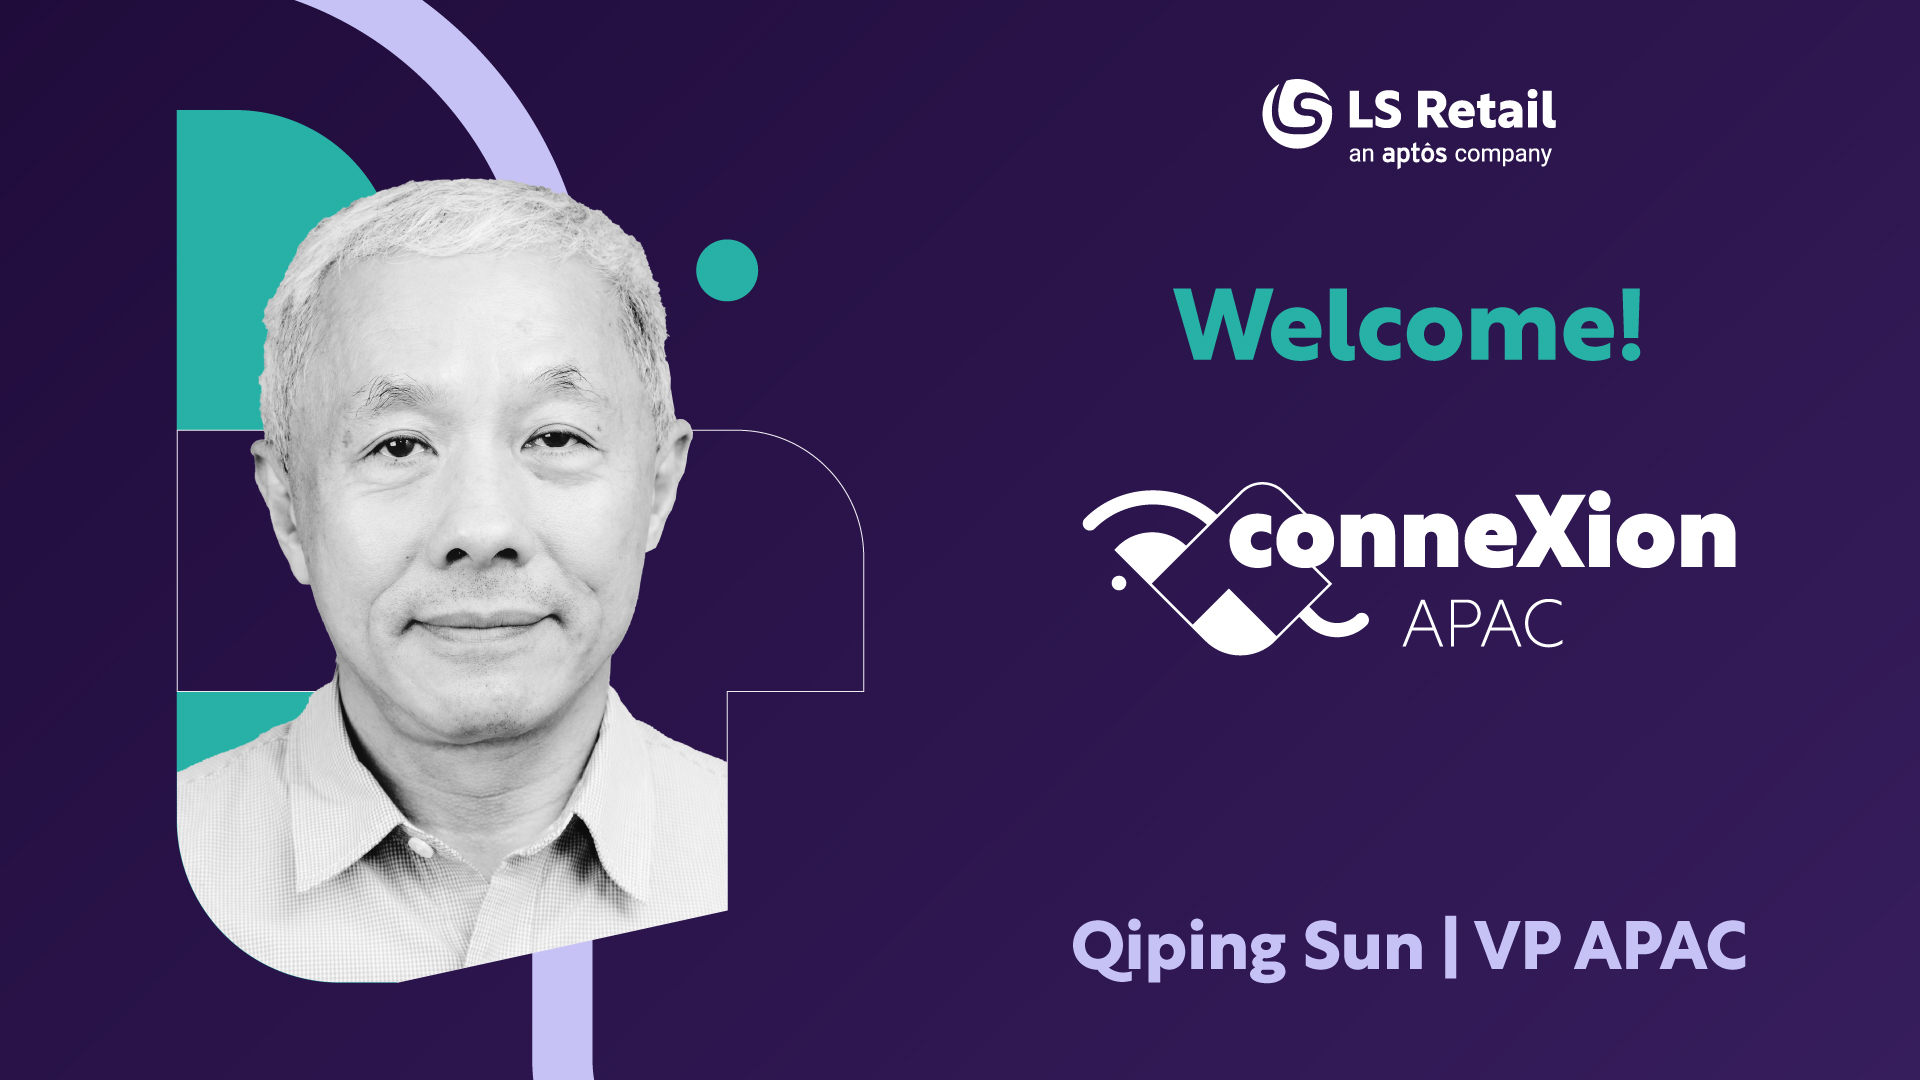 LS Retail
an aptôs company
Welcome!
conneXion
APAC
Qiping Sun | VP APAC